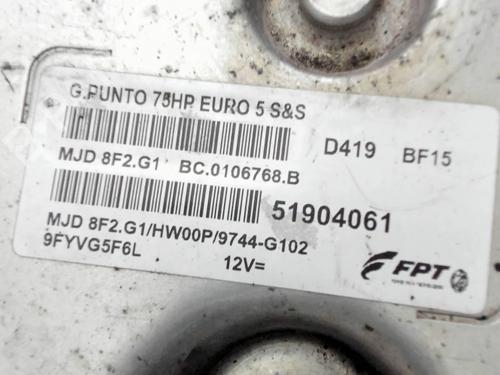 G.PUNTO 75HP EURO 5 S&S
D419 BF15
MJD 8F2.G1 BC.0106768.B
51904061
MJD 8F2.G1/HW00P/9744-G102
9FYVG5F6L 12V=
FPT